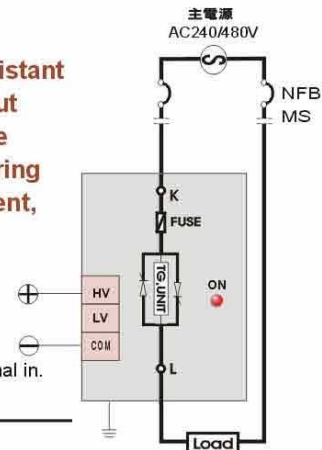 主電源
AC240/480V
S
istant
ut
e
ring
ent,
NFB
MS
K
FUSE
TG.UNIT
ON
HV
LV
COM
nal in.
L
Load